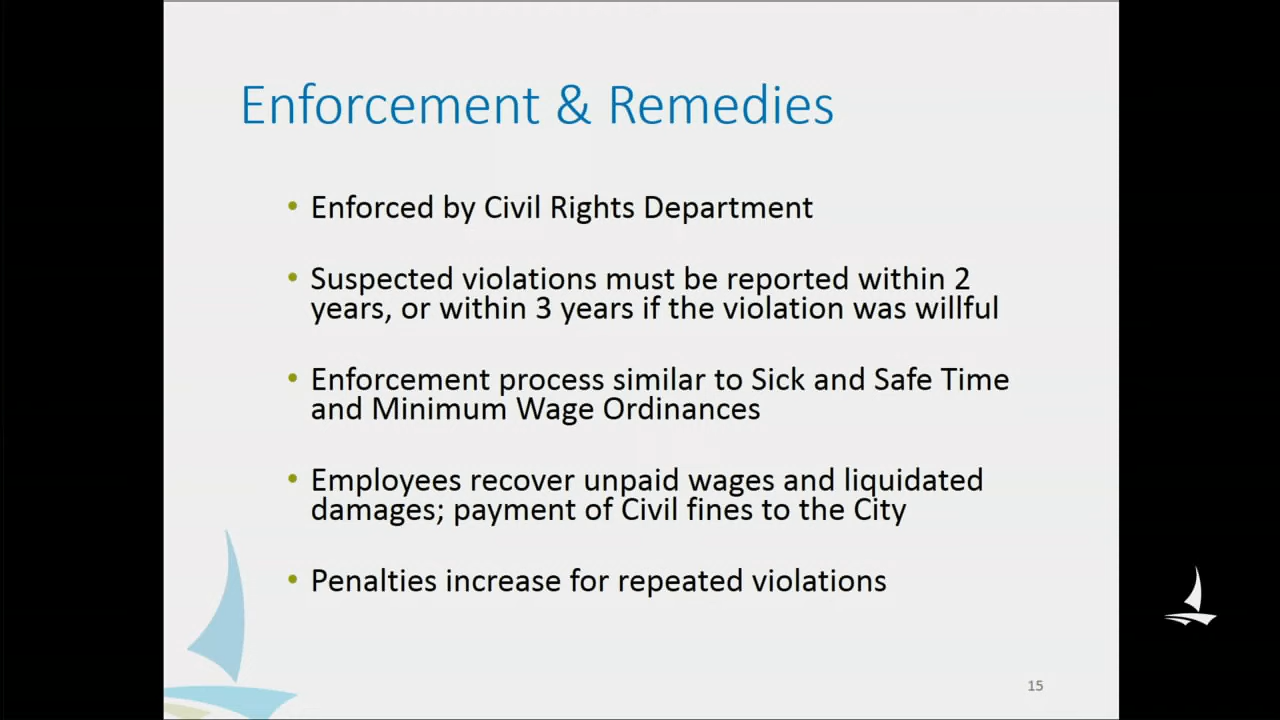 Enforcement & Remedies
• Enforced by Civil Rights Department
• Suspected violations must be reported within 2
years, or within 3 years if the violation was willful
• Enforcement process similar to Sick and Safe Time
and Minimum Wage Ordinances
• Employees recover unpaid wages and liquidated
damages; payment of Civil fines to the City
• Penalties increase for repeated violations
15